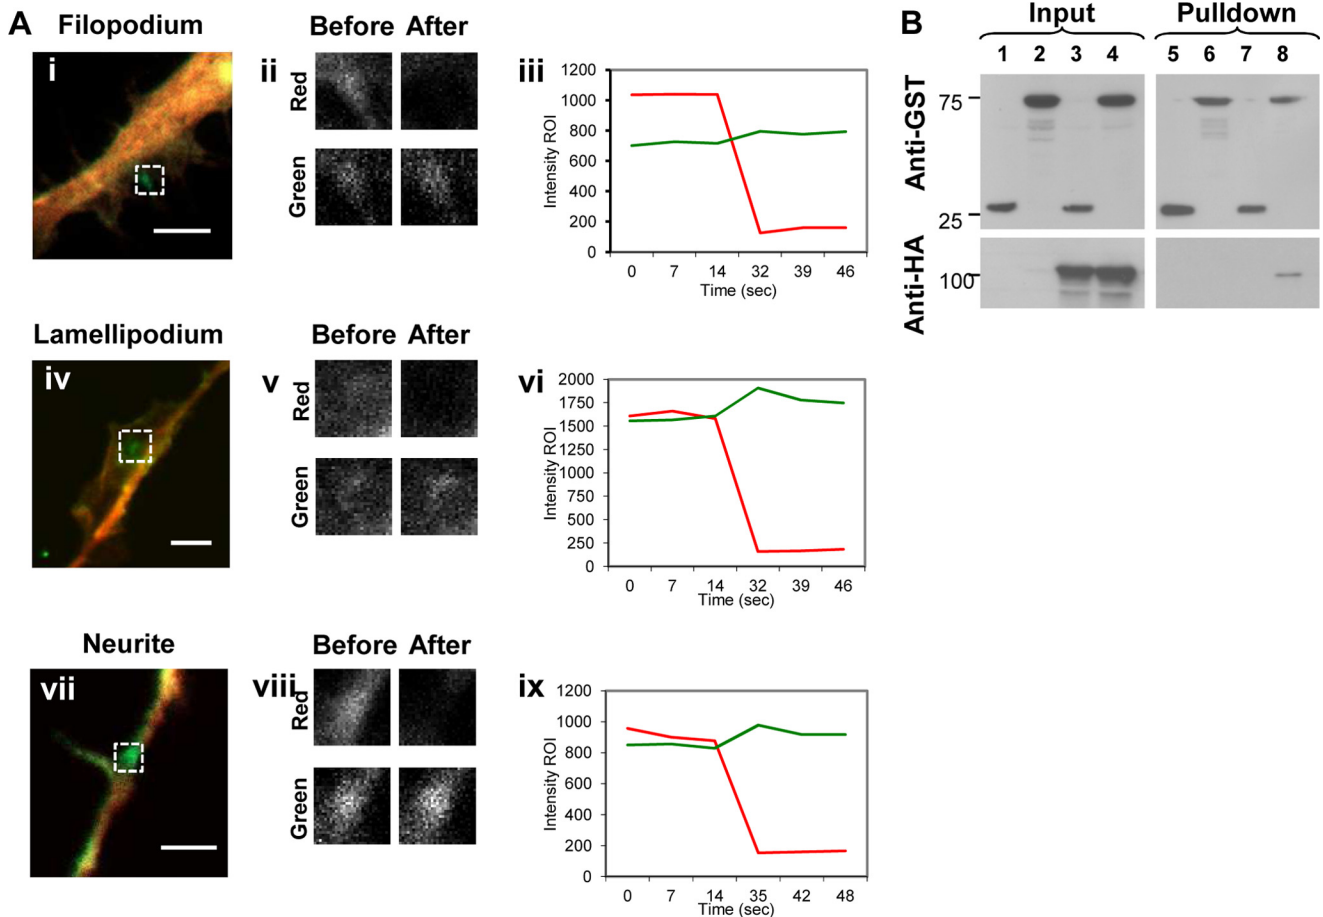 A
Filopodium
i
ii
Before After
Red
Green
iii
1200
1000
800
600
400
200
0
Intensity ROI
0 7 14 32 39 46
Time (sec)
Lamellipodium
iv
v
Before After
Red
Green
vi
2000
1750
1500
1250
1000
750
500
250
0
Intensity ROI
0 7 14 32 39 46
Time (sec)
Neurite
vii
viii
Before After
Red
Green
ix
1200
1000
800
600
400
200
0
Intensity ROI
0 7 14 35 42 48
Time (sec)
B
Input Pulldown
1 2 3 4 5 6 7 8
Anti-GST
75
25
Anti-HA
100